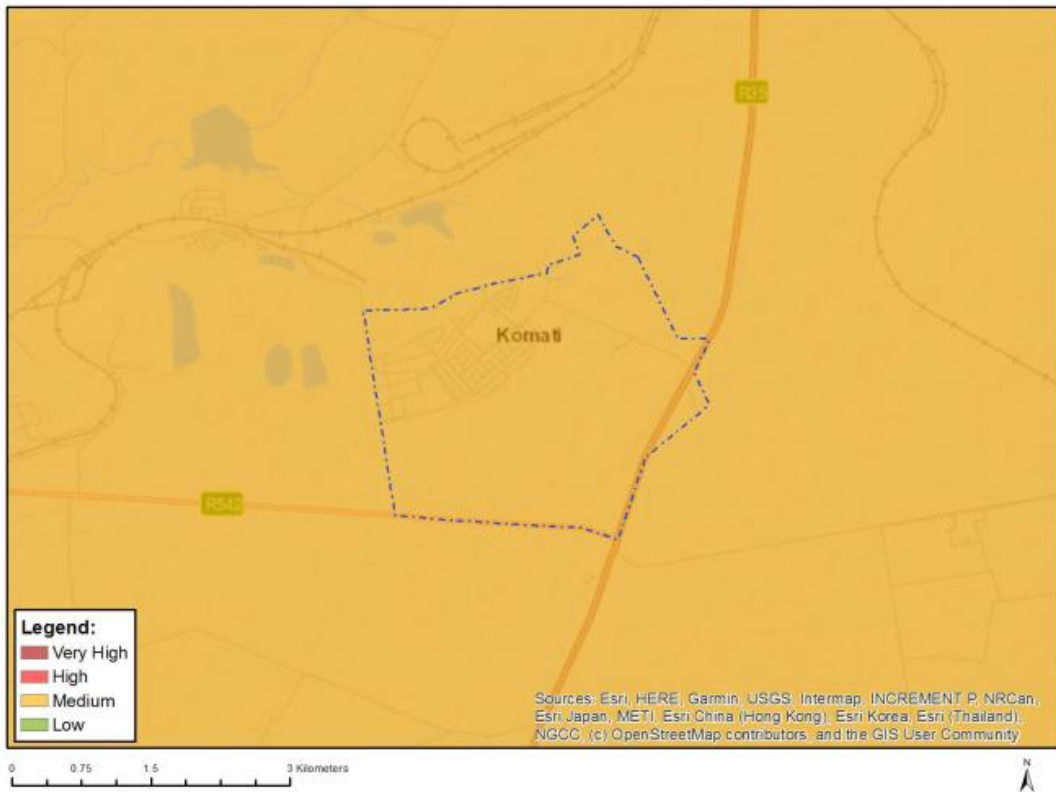 R35
Komati
R542
Legend:
Very High
High
Medium
Low
Sources: Esri, HERE, Garmin, USGS, Intermap, INCREMENT P, NRCan,
Esri Japan, METI, Esri China (Hong Kong), Esri Korea, Esri (Thailand),
NGCC, (c) OpenStreetMap contributors, and the GIS User Community
0 0.75 1.5 3 Kilometers
N